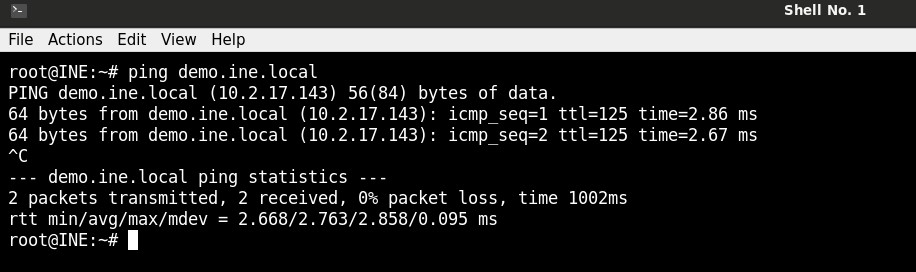 Shell No. 1
File Actions Edit View Help
root@INE:~# ping demo.ine.local
PING demo.ine.local (10.2.17.143) 56(84) bytes of data.
64 bytes from demo.ine.local (10.2.17.143): icmp_seq=1 ttl=125 time=2.86 ms
64 bytes from demo.ine.local (10.2.17.143): icmp_seq=2 ttl=125 time=2.67 ms
^C
--- demo.ine.local ping statistics ---
2 packets transmitted, 2 received, 0% packet loss, time 1002ms
rtt min/avg/max/mdev = 2.668/2.763/2.858/0.095 ms
root@INE:~#